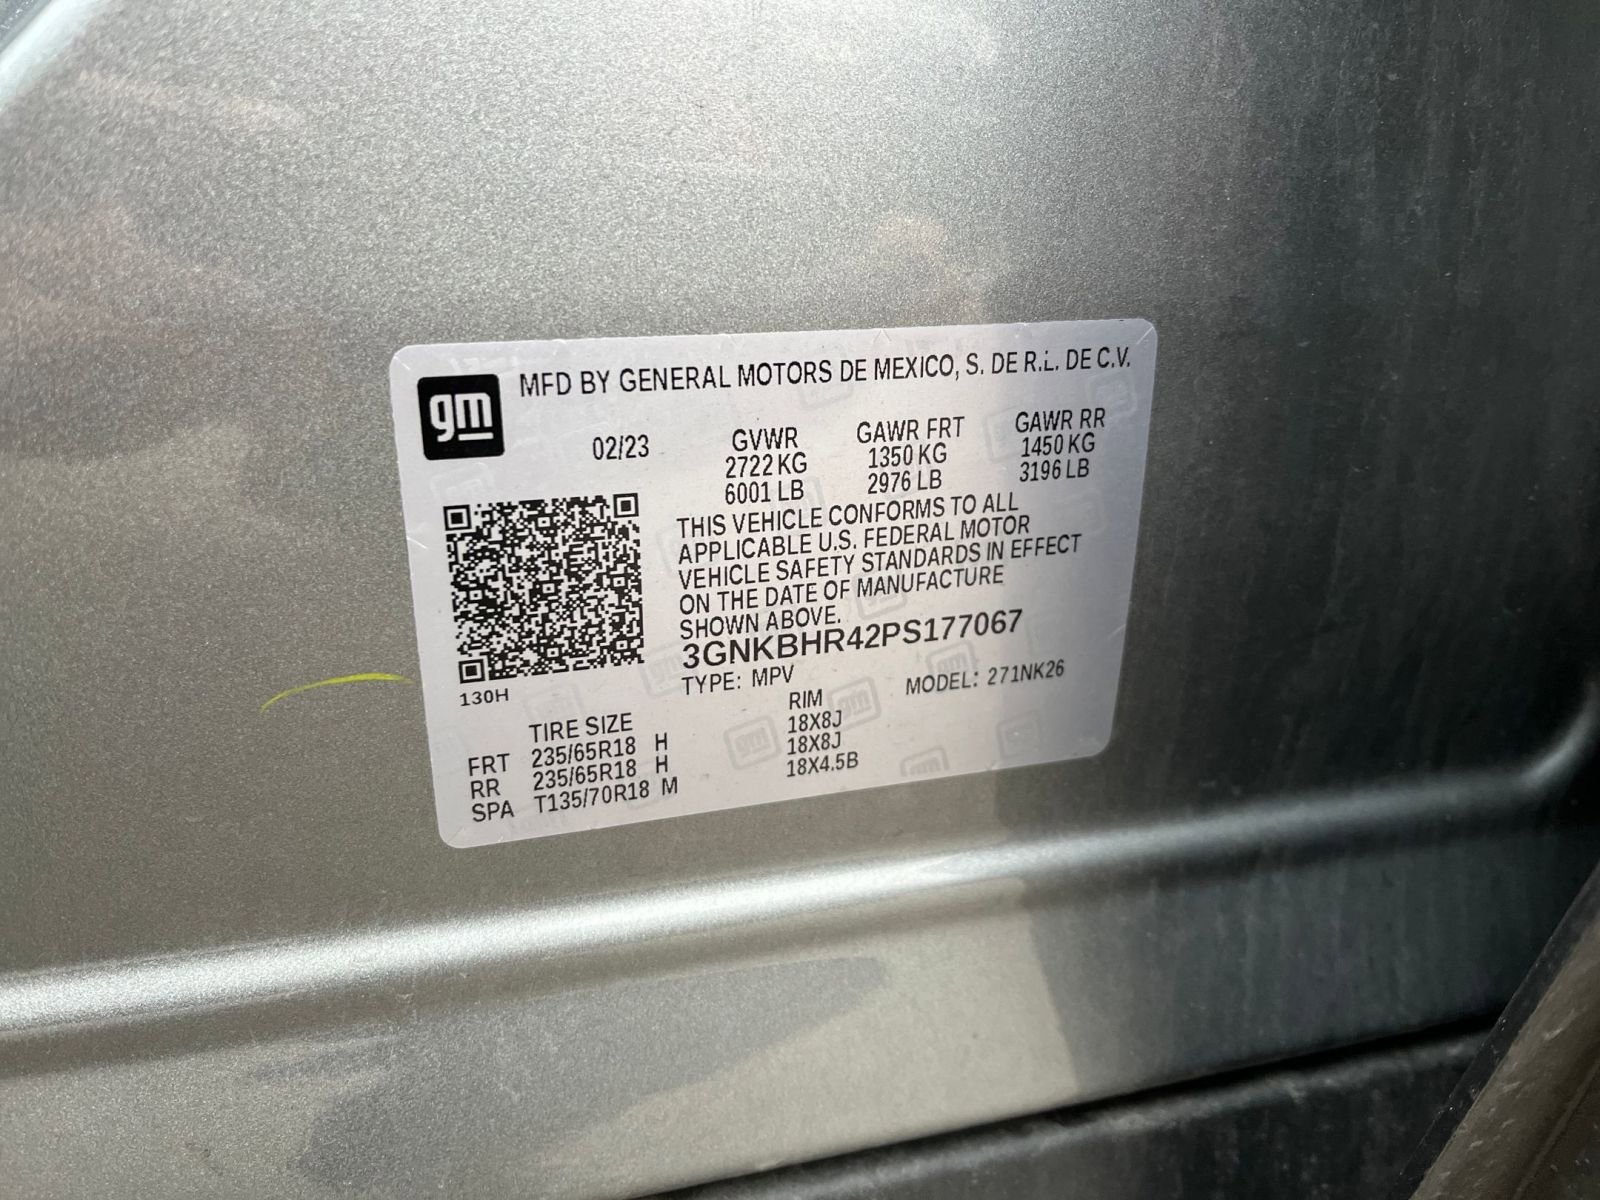 gm
MFD BY GENERAL MOTORS DE MEXICO, S. DE R.L. DE C.V.
02/23
GVWR
2722 KG
6001 LB
GAWR FRT
1350 KG
2976 LB
GAWR RR
1450 KG
3196 LB
THIS VEHICLE CONFORMS TO ALL
APPLICABLE U.S. FEDERAL MOTOR
VEHICLE SAFETY STANDARDS IN EFFECT
ON THE DATE OF MANUFACTURE
SHOWN ABOVE.
3GNKBHR42PS177067
TYPE: MPV
MODEL: 271NK26
130H
TIRE SIZE
RIM
FRT 235/65R18 H 18X8J
RR 235/65R18 H 18X8J
SPA T135/70R18 M 18X4.5B